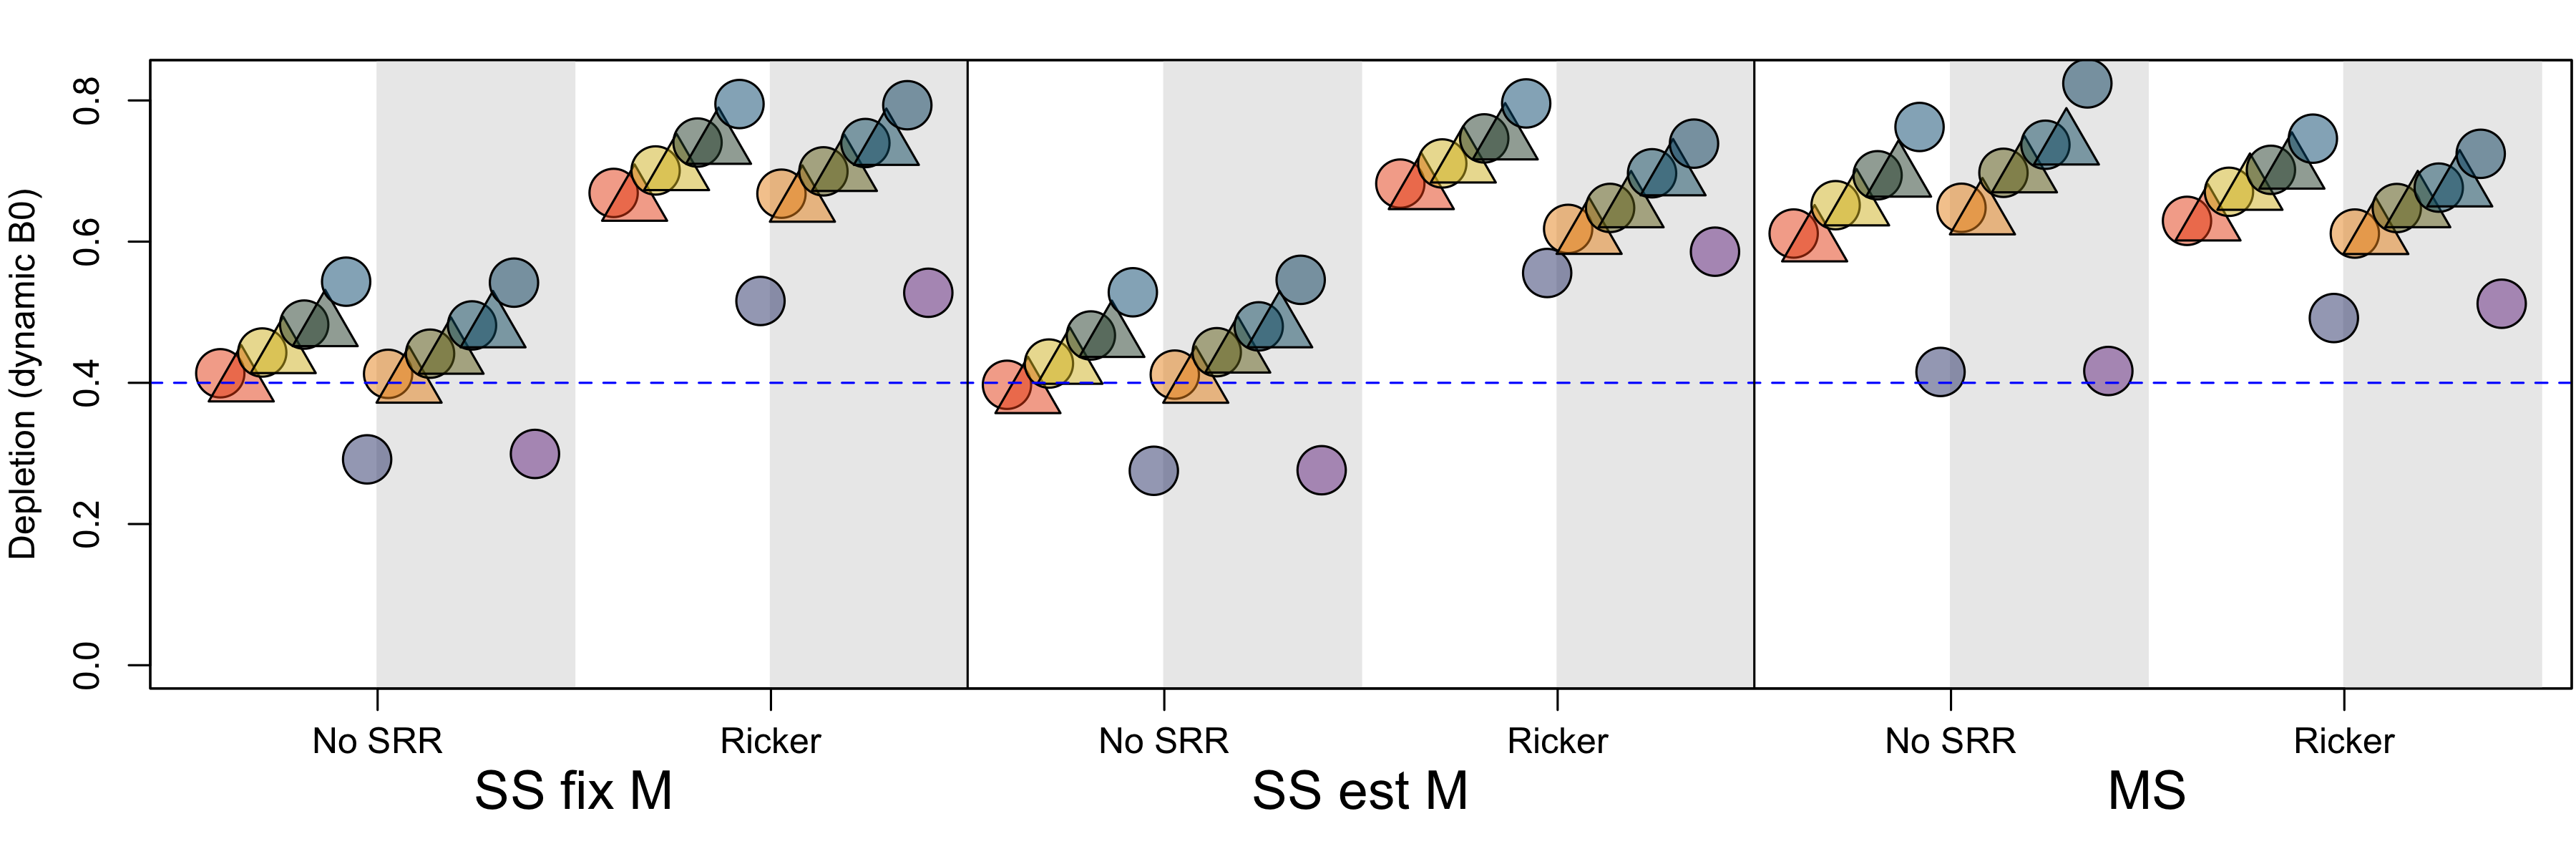 Depletion (dynamic B0)
0.8
0.6
0.4
0.2
0.0
No SRR Ricker No SRR Ricker No SRR Ricker
SS fix M SS est M MS